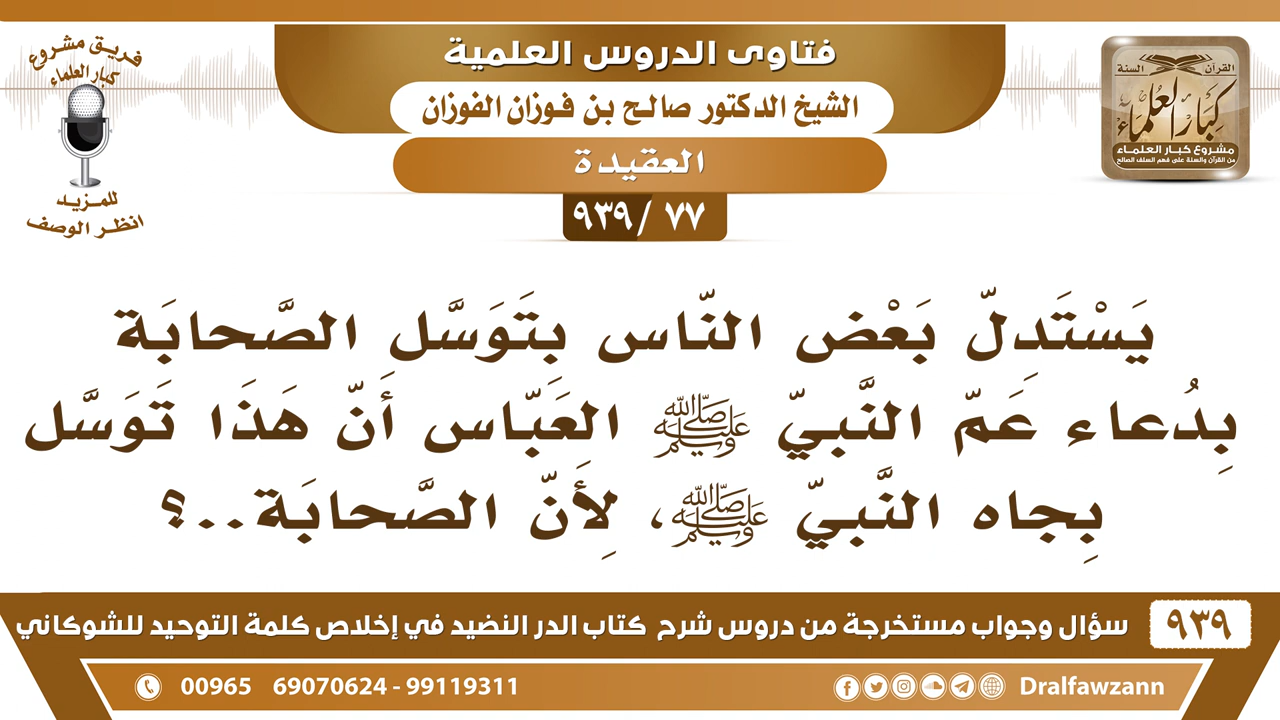 فريق مشروع
كبار العلماء
للمزيد
انظر الوصف
فتاوى الدروس العلمية
الشيخ الدكتور صالح بن فوزان الفوزان
العقيدة
٧٧ / ٩٣٩
القرآن السنة
كبار العلماء
مشروع كبار العلماء
من القرآن والسنة على فهم السلف الصالح
يَسْتَدِلّ بَعْض النّاس بتَوَسَّلِ الصَّحابَة
بِدُعاء عَمّ النَّبيّ ﷺ العَبّاس أَنّ هَذَا تَوَسَّل
بِجاه النَّبيّ ﷺ، لِأَنّ الصَّحابَة..؟
٩٣٩ سؤال وجواب مستخرجة من دروس شرح كتاب الدر النضيد في إخلاص كلمة التوحيد للشوكاني
00965 69070624 - 99119311
Dralfawzann